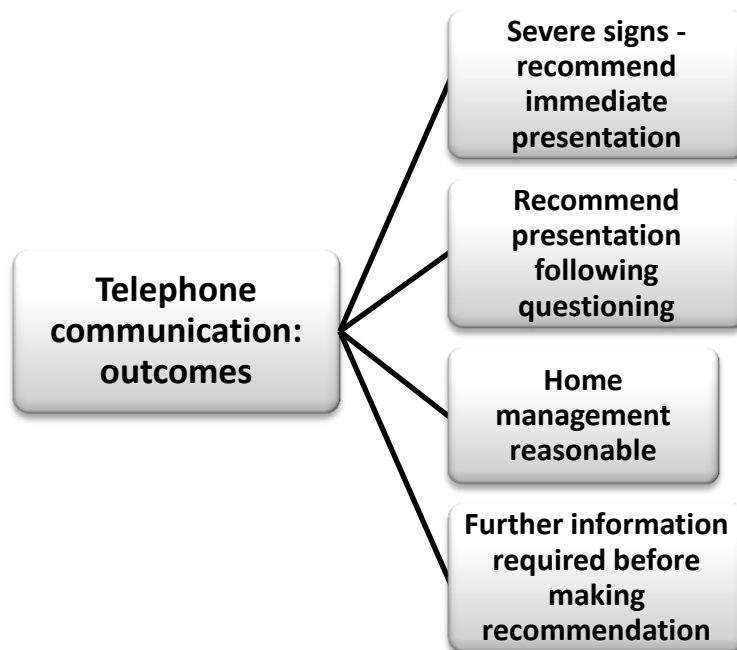 Telephone
communication:
outcomes
Severe signs -
recommend
immediate
presentation
Recommend
presentation
following
questioning
Home
management
reasonable
Further information
required before
making
recommendation